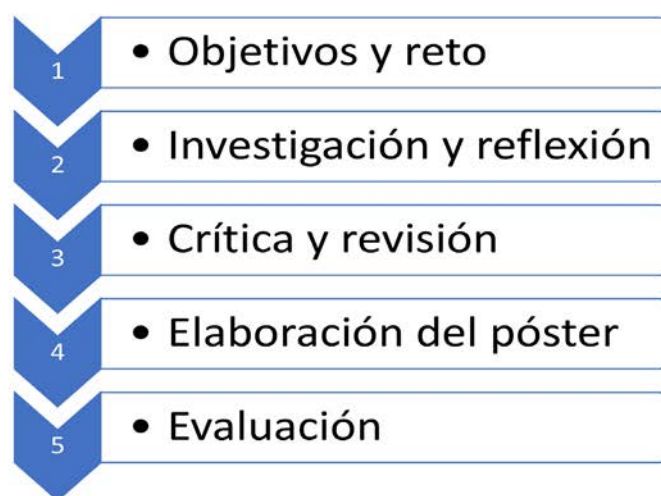 1 • Objetivos y reto
2 • Investigación y reflexión
3 • Crítica y revisión
4 • Elaboración del póster
5 • Evaluación